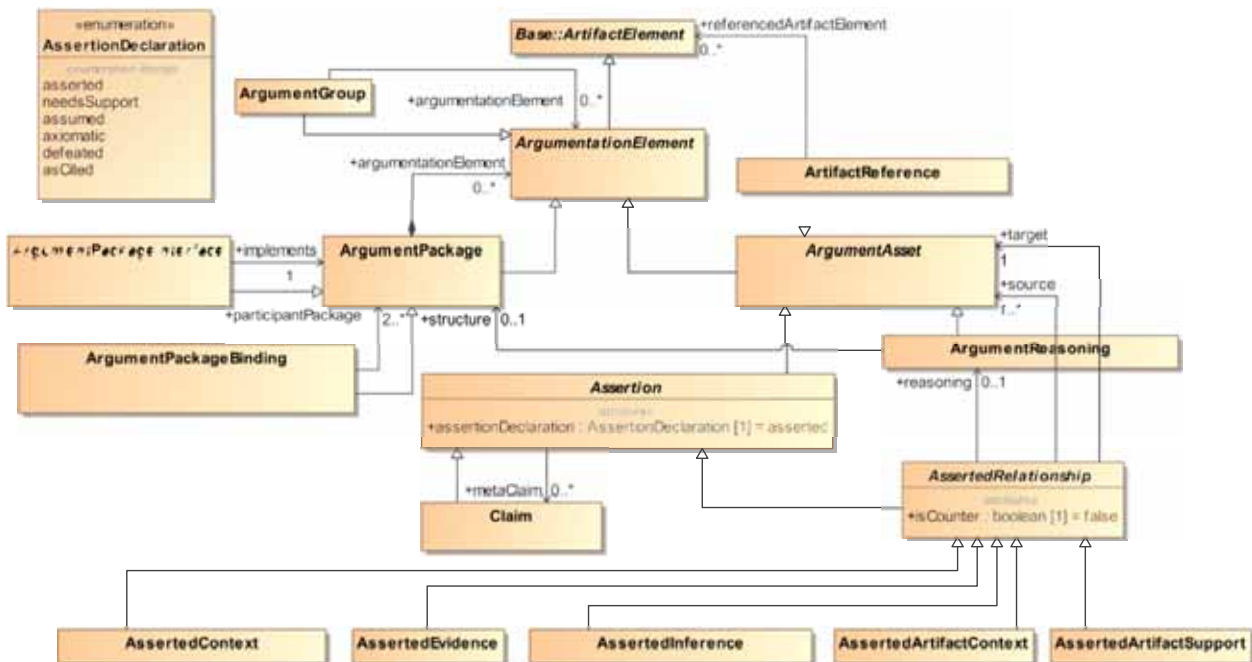 «enumeration»
AssertionDeclaration
asserted
needsSupport
assumed
axiomatic
defeated
asCited
Base::ArtifactElement
+referencedArtifactElement
0..*
ArgumentGroup
+argumentationElement
0..*
ArgumentationElement
+argumentationElement
0..*
ArtifactReference
+implements
1
ArgumentPackage
ArgumentAsset
+target
1
+source
1..*
+participantPackage
2..*
+structure
0..1
ArgumentPackageBinding
ArgumentReasoning
+reasoning
0..1
Assertion
+assertionDeclaration : AssertionDeclaration [1] = asserted
+metaClaim
0..*
Claim
AssertedRelationship
+isCounter : boolean [1] = false
AssertedContext
AssertedEvidence
AssertedInference
AssertedArtifactContext
AssertedArtifactSupport